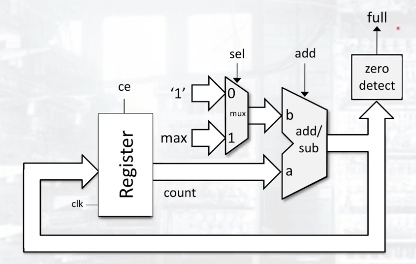 full
sel
add
zero
detect
ce
'1'
0
mux
b
max
1
add/
sub
Register
a
clk
count